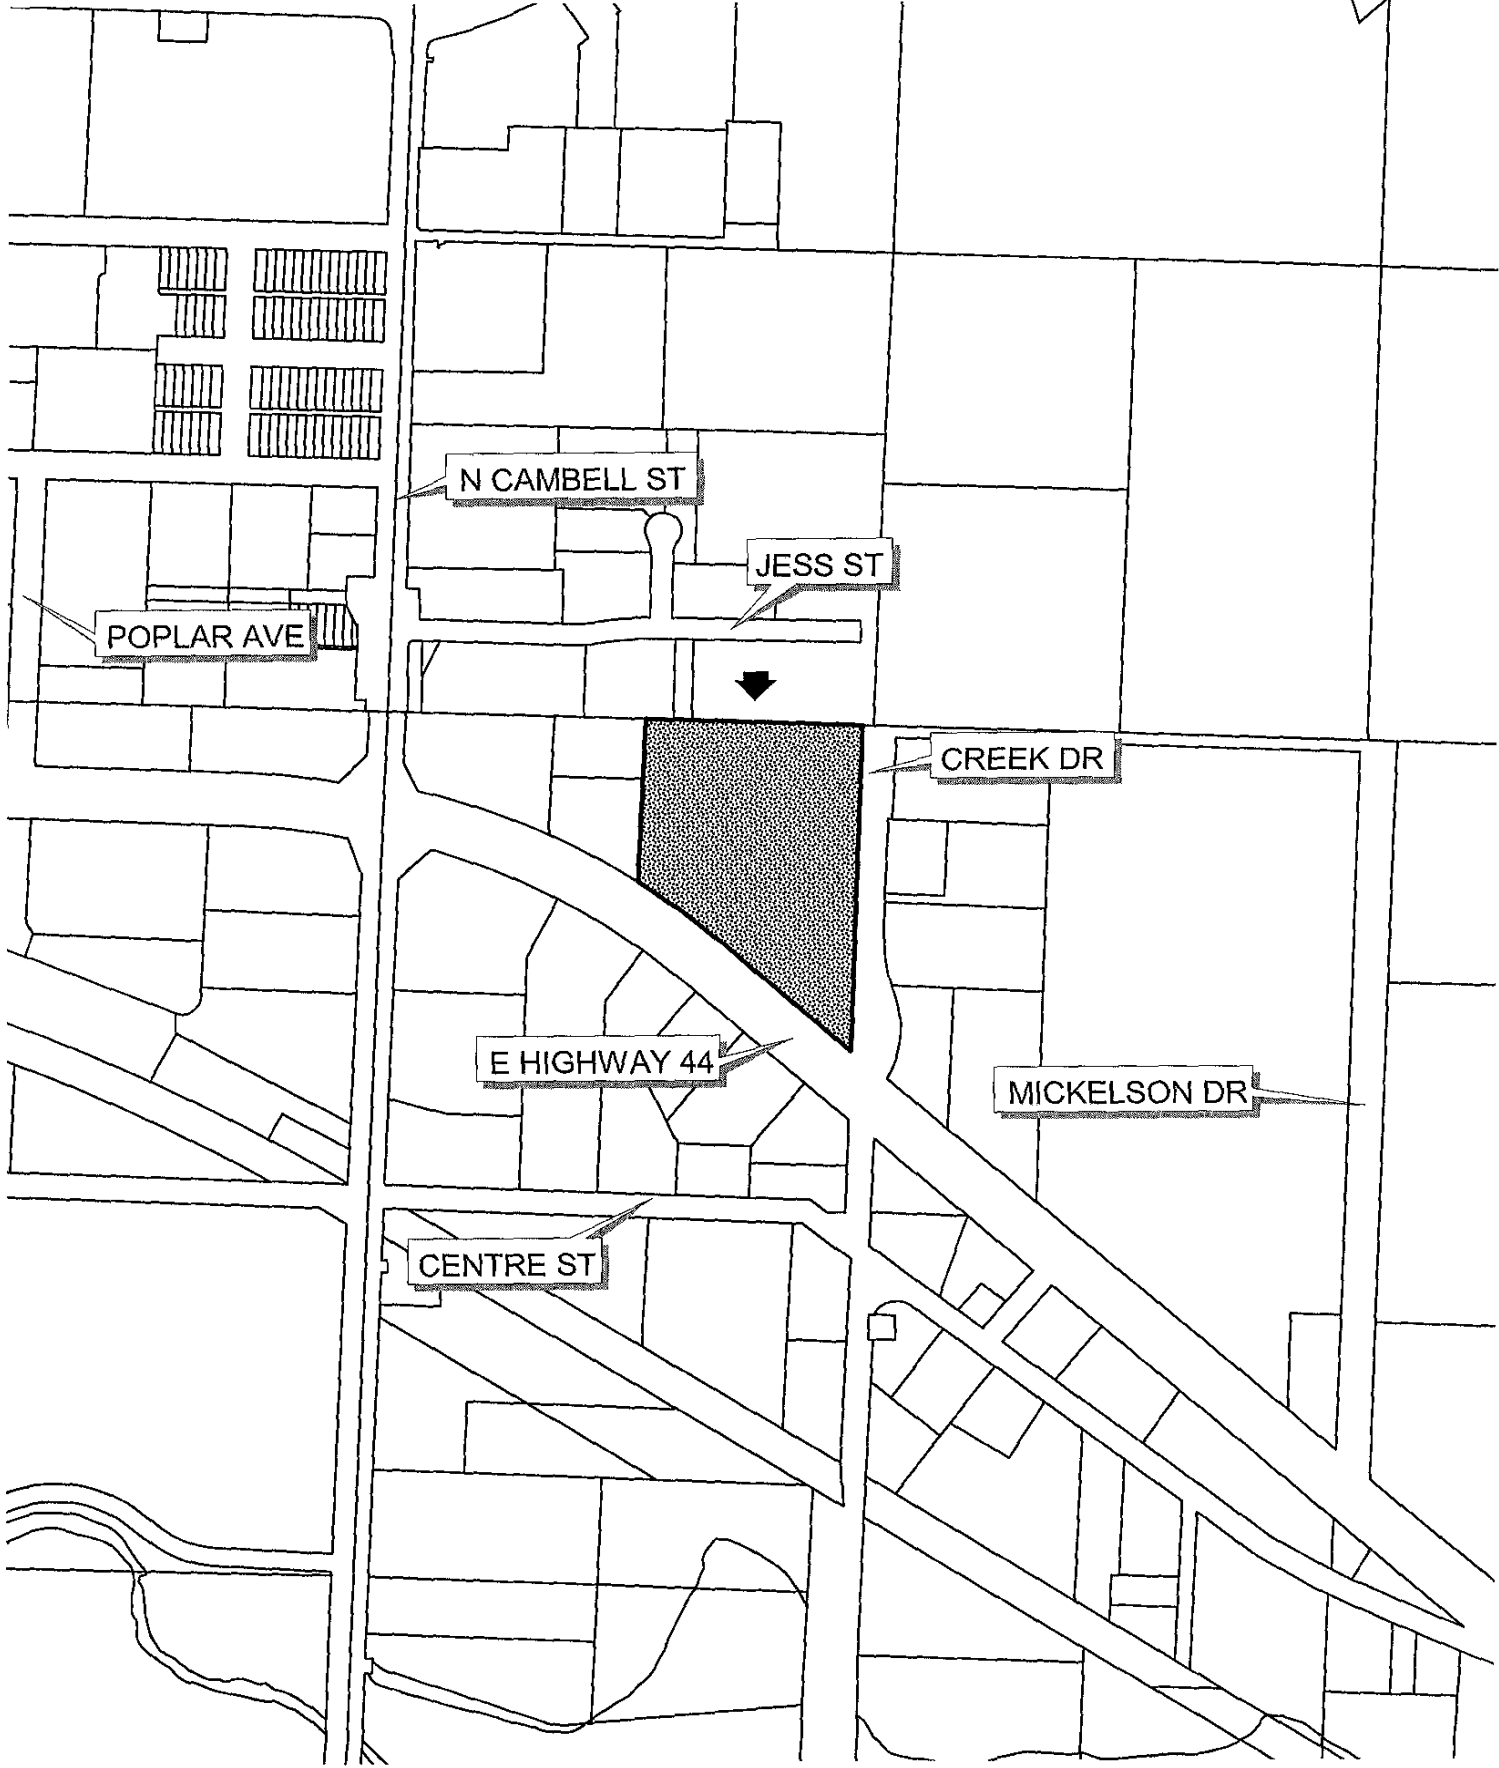 N CAMBELL ST
JESS ST
POPLAR AVE
CREEK DR
E HIGHWAY 44
MICKELSON DR
CENTRE ST